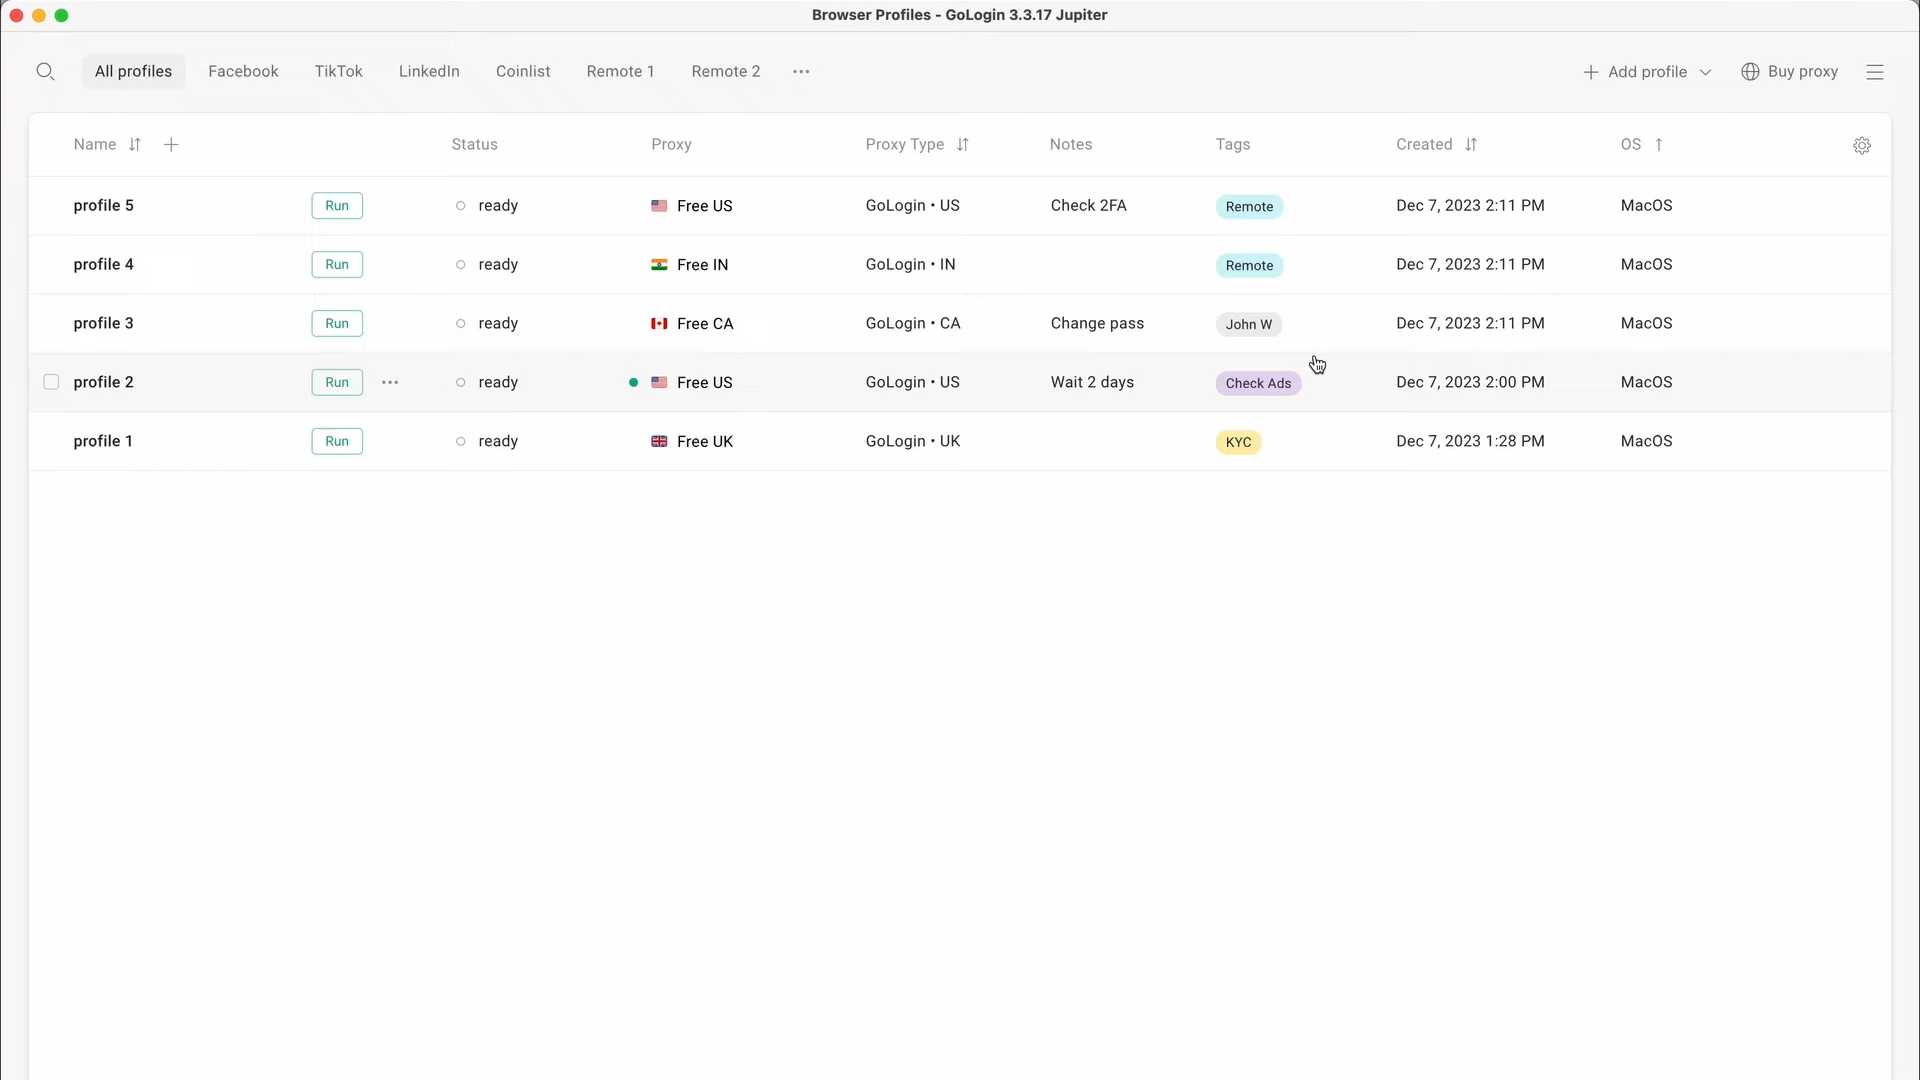 Browser Profiles - GoLogin 3.3.17 Jupiter
All profiles Facebook TikTok LinkedIn Coinlist Remote 1 Remote 2 Add profile Buy proxy
Name Status Proxy Proxy Type Notes Tags Created OS
profile 5 Run ready Free US GoLogin • US Check 2FA Remote Dec 7, 2023 2:11 PM MacOS
profile 4 Run ready Free IN GoLogin • IN Remote Dec 7, 2023 2:11 PM MacOS
profile 3 Run ready Free CA GoLogin • CA Change pass John W Dec 7, 2023 2:11 PM MacOS
profile 2 Run ready Free US GoLogin • US Wait 2 days Check Ads Dec 7, 2023 2:00 PM MacOS
profile 1 Run ready Free UK GoLogin • UK KYC Dec 7, 2023 1:28 PM MacOS